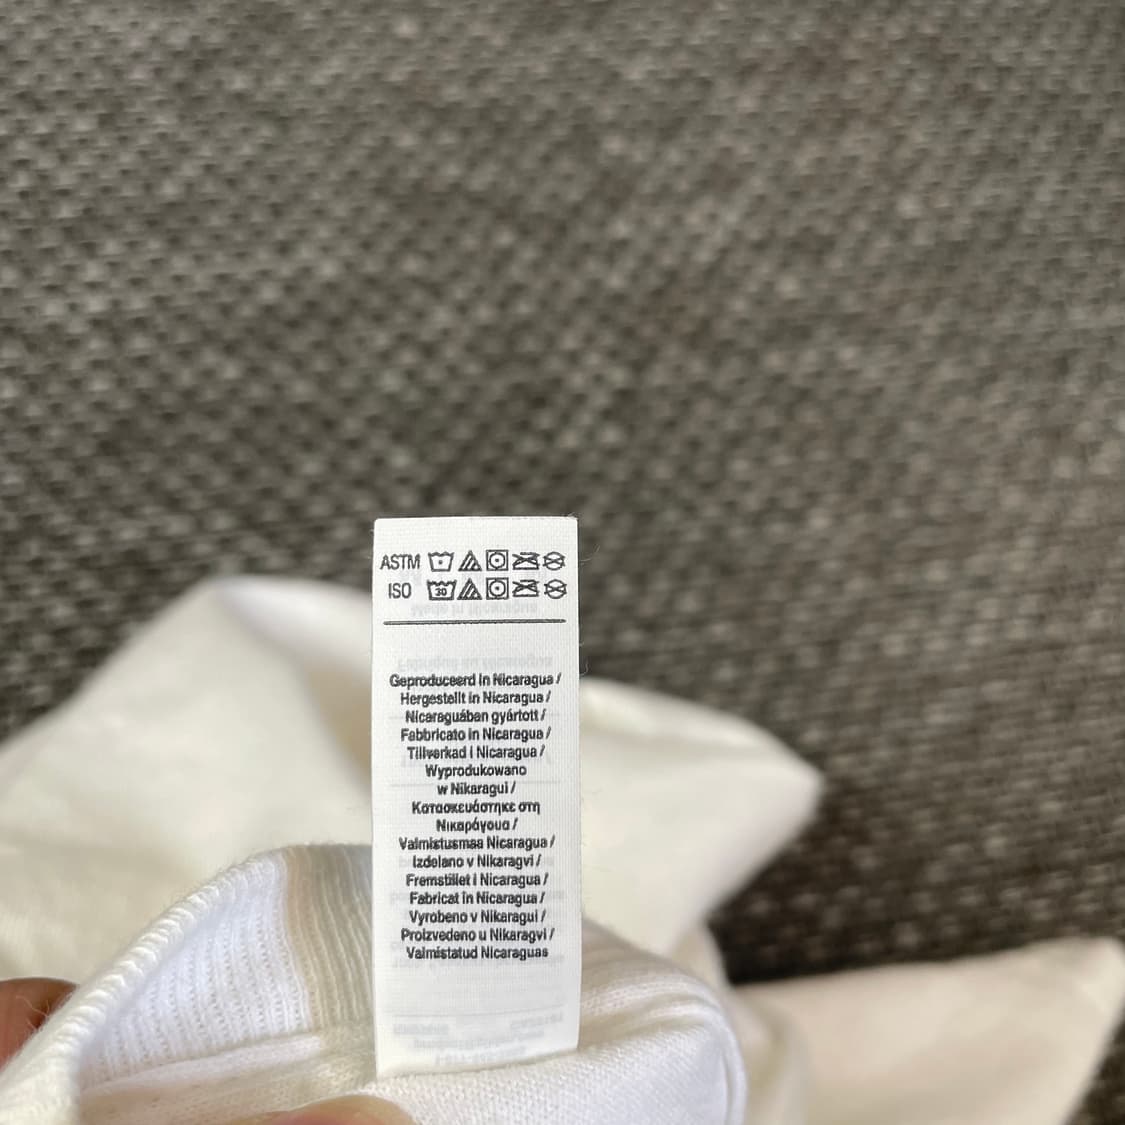 ASTM
ISO 30
Geproduceerd in Nicaragua /
Hergestellt in Nicaragua /
Nicaraguában gyártott /
Fabbricato in Nicaragua /
Tillverkad i Nicaragua /
Wyprodukowano
w Nikaragui /
Κατασκευάστηκε στη
Νικαράγουα /
Valmistusmaa Nicaragua /
Izdelano v Nikaragvi /
Fremstillet i Nicaragua /
Fabricat în Nicaragua /
Vyrobeno v Nikaragui /
Proizvedeno u Nikaragvi /
Valmistatud Nicaraguas